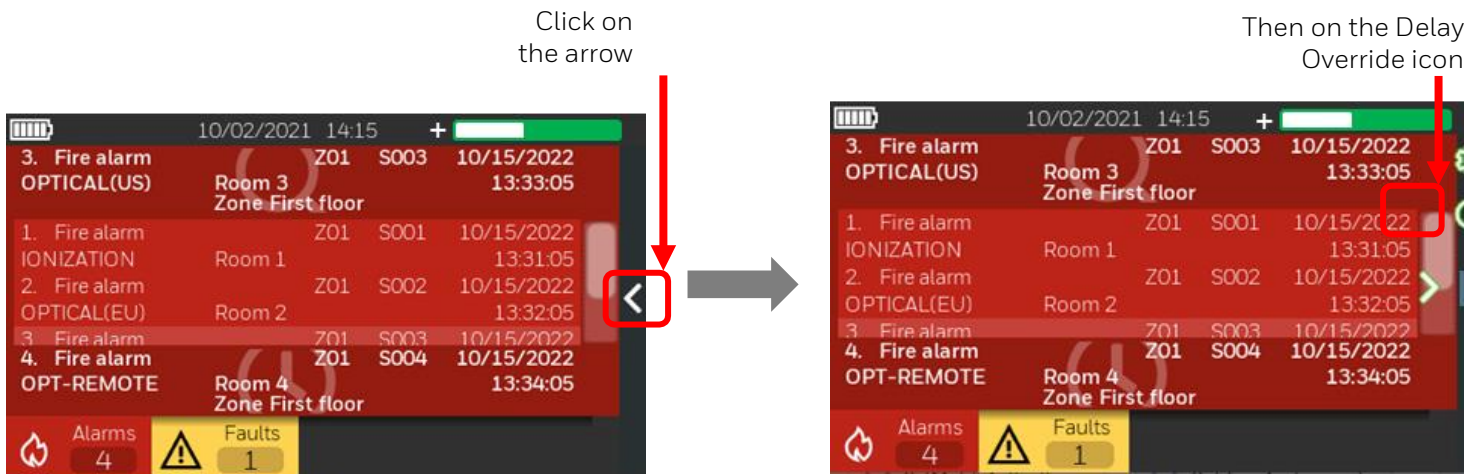 Click on
the arrow
10/02/2021 14:15 +
3. Fire alarm Z01 S003 10/15/2022
OPTICAL(US) Room 3 13:33:05
Zone First floor
1. Fire alarm Z01 S001 10/15/2022
IONIZATION Room 1 13:31:05
2. Fire alarm Z01 S002 10/15/2022
OPTICAL(EU) Room 2 13:32:05
3. Fire alarm Z01 S003 10/15/2022
4. Fire alarm Z01 S004 10/15/2022
OPT-REMOTE Room 4 13:34:05
Zone First floor
Alarms Faults
4 1
Then on the Delay
Override icon
10/02/2021 14:15 +
3. Fire alarm Z01 S003 10/15/2022
OPTICAL(US) Room 3 13:33:05
Zone First floor
1. Fire alarm Z01 S001 10/15/2022
IONIZATION Room 1 13:31:05
2. Fire alarm Z01 S002 10/15/2022
OPTICAL(EU) Room 2 13:32:05
3 Fire alarm Z01 S003 10/15/2022
4. Fire alarm Z01 S004 10/15/2022
OPT-REMOTE Room 4 13:34:05
Zone First floor
Alarms Faults
4 1